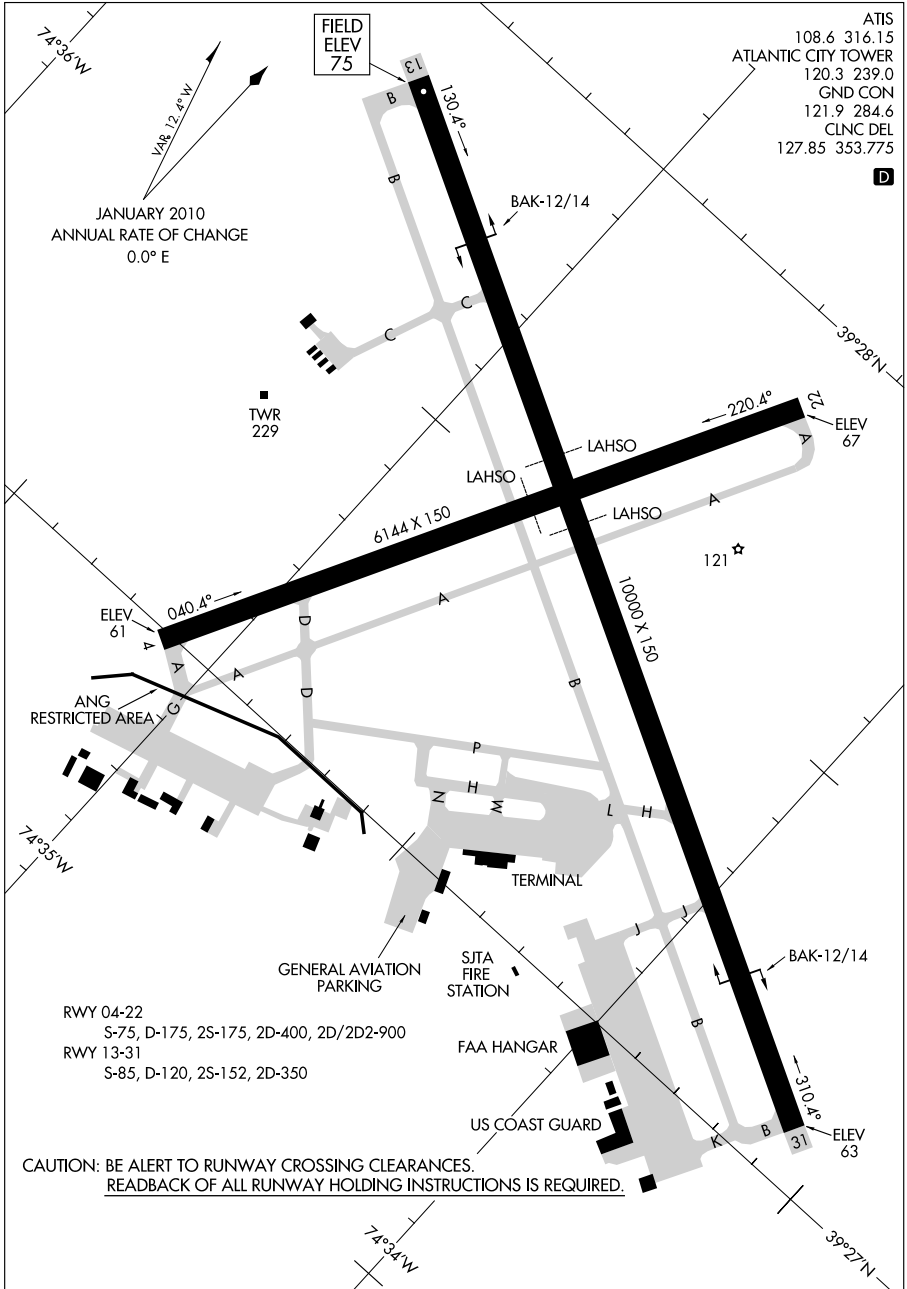 ATIS
108.6 316.15
ATLANTIC CITY TOWER
120.3 239.0
GND CON
121.9 284.6
CLNC DEL
127.85 353.775
D
74°36'W
FIELD
ELEV
75
VAR 12.4° W
JANUARY 2010
ANNUAL RATE OF CHANGE
0.0° E
13
B
130.4°
B
BAK-12/14
C
C
39°28'N
TWR
229
220.4°
22
ELEV
67
A
LAHSO
LAHSO
LAHSO
6144 X 150
A
121
10000 X 150
040.4°
ELEV
61
4
A
A
A
D
D
G
B
ANG
RESTRICTED AREA
P
H
N
M
L
H
74°35'W
TERMINAL
J
J
GENERAL AVIATION
PARKING
SJTA
FIRE
STATION
BAK-12/14
RWY 04-22
S-75, D-175, 2S-175, 2D-400, 2D/2D2-900
RWY 13-31
S-85, D-120, 2S-152, 2D-350
FAA HANGAR
B
310.4°
US COAST GUARD
K
B
31
ELEV
63
CAUTION: BE ALERT TO RUNWAY CROSSING CLEARANCES.
READBACK OF ALL RUNWAY HOLDING INSTRUCTIONS IS REQUIRED.
74°34'W
39°27'N